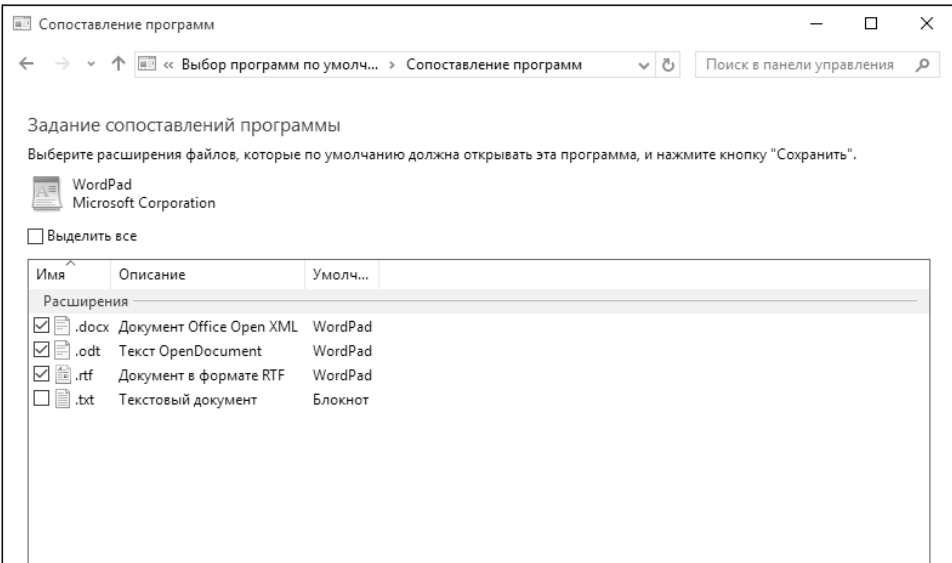 Сопоставление программ
« Выбор программ по умолч... › Сопоставление программ
Поиск в панели управления
Задание сопоставлений программы
Выберите расширения файлов, которые по умолчанию должна открывать эта программа, и нажмите кнопку "Сохранить".
WordPad
Microsoft Corporation
Выделить все
Имя Описание Умолч...
Расширения
.docx Документ Office Open XML WordPad
.odt Текст OpenDocument WordPad
.rtf Документ в формате RTF WordPad
.txt Текстовый документ Блокнот